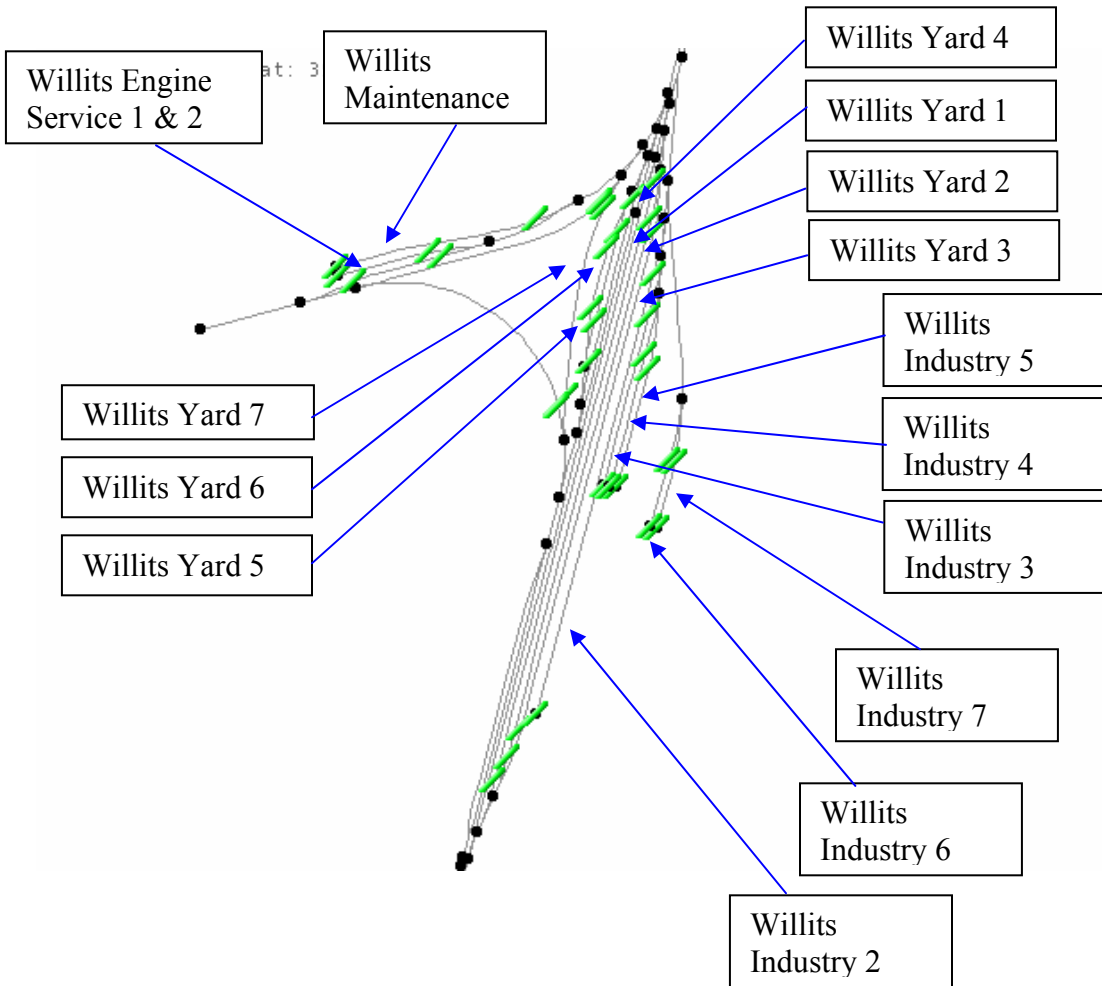 Willits Engine
Service 1 & 2
at: 3
Willits
Maintenance
Willits Yard 4
Willits Yard 1
Willits Yard 2
Willits Yard 3
Willits
Industry 5
Willits
Industry 4
Willits
Industry 3
Willits Yard 7
Willits Yard 6
Willits Yard 5
Willits
Industry 7
Willits
Industry 6
Willits
Industry 2